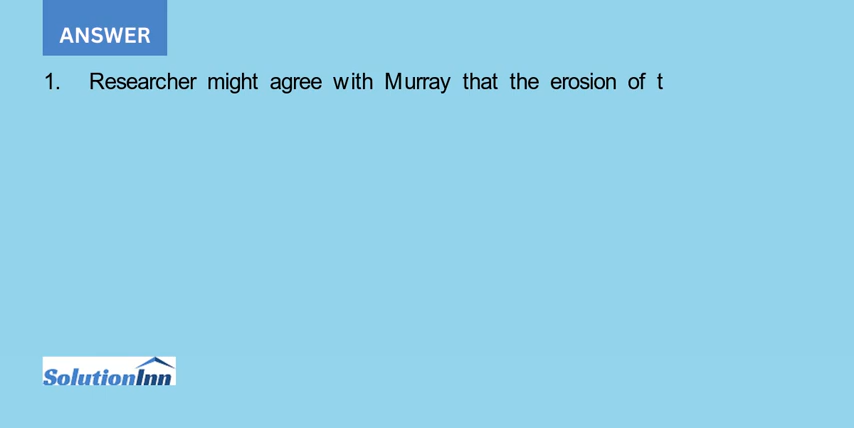 ANSWER
1. Researcher might agree with Murray that the erosion of t
SolutionInn